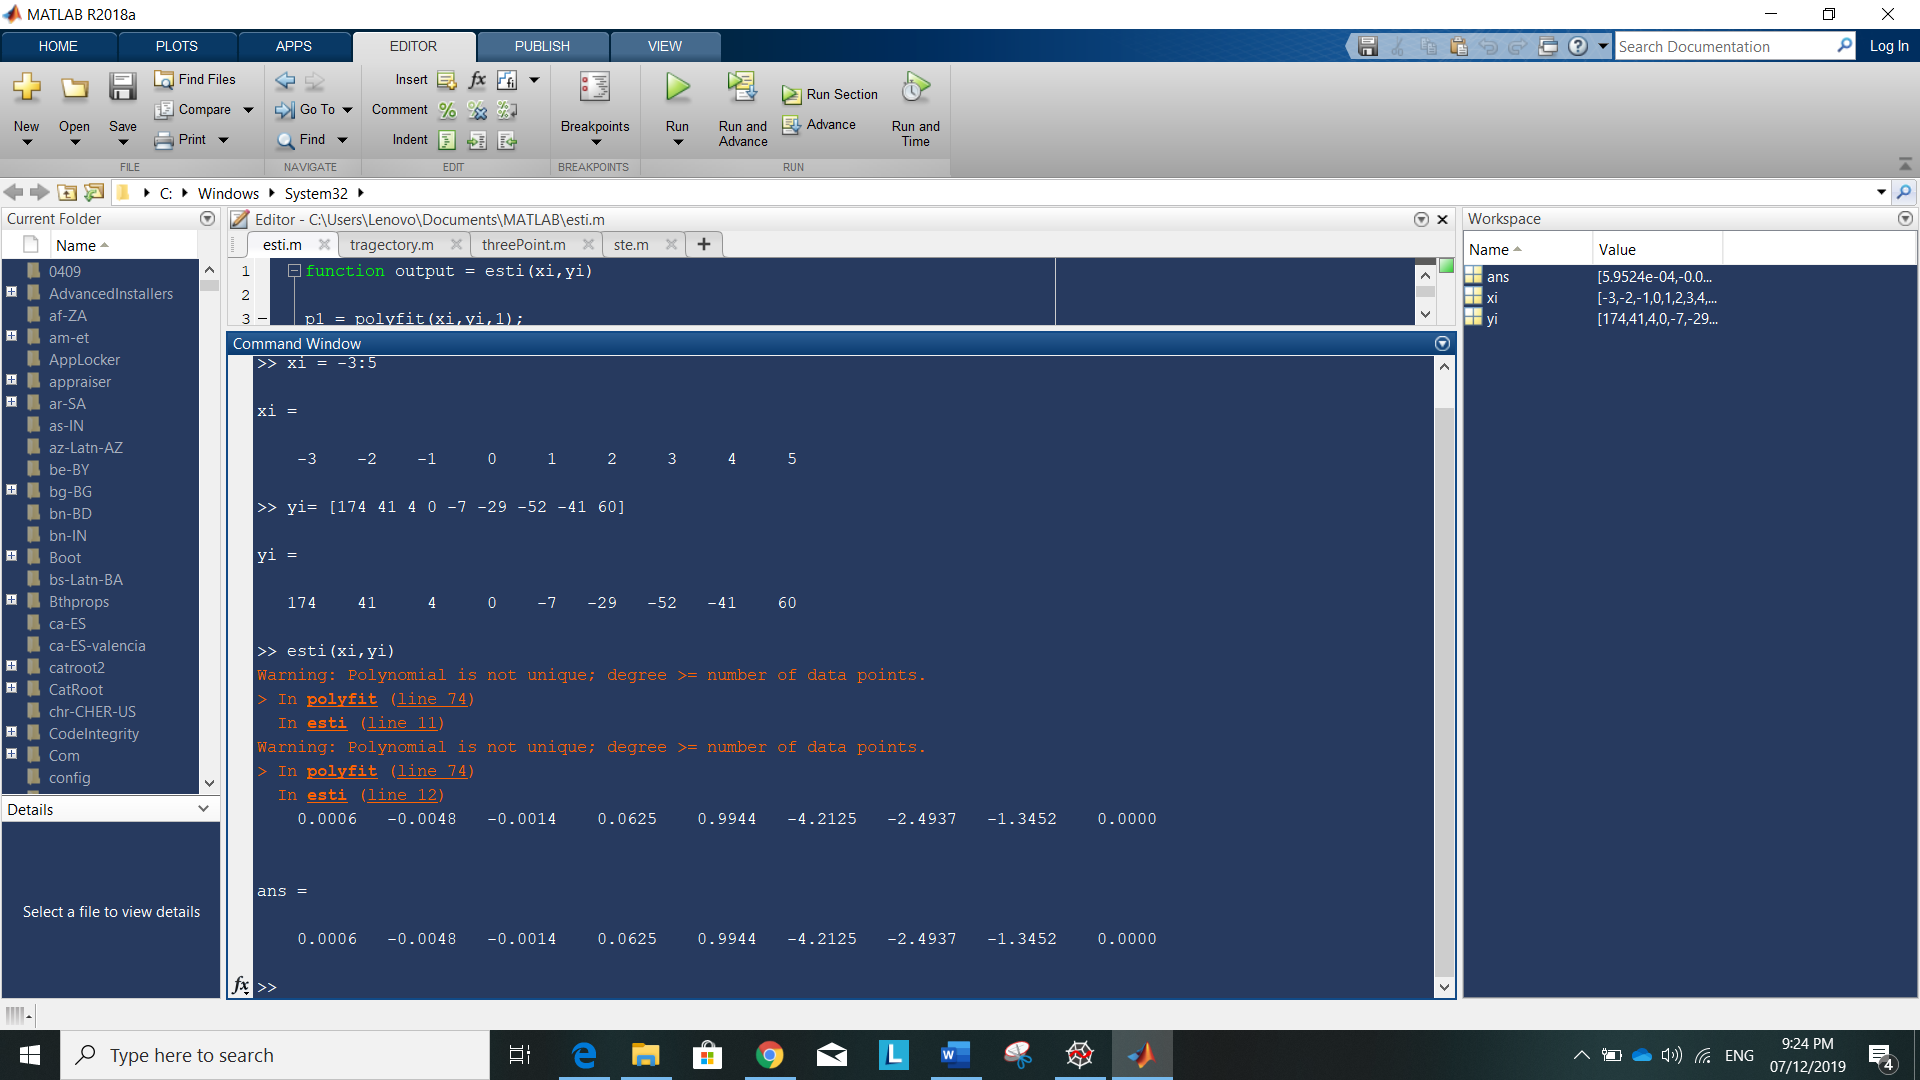 MATLAB R2018a
HOME PLOTS APPS EDITOR PUBLISH VIEW
Search Documentation
Log In
New
Open
Save
Find Files
Compare
Print
FILE
Go To
Find
NAVIGATE
Insert
Comment
Indent
EDIT
Breakpoints
BREAKPOINTS
Run
Run and Advance
Run Section
Advance
Run and Time
RUN
C: Windows System32
Current Folder
Name
0409
AdvancedInstallers
af-ZA
am-et
AppLocker
appraiser
ar-SA
as-IN
az-Latn-AZ
be-BY
bg-BG
bn-BD
bn-IN
Boot
bs-Latn-BA
Bthprops
ca-ES
ca-ES-valencia
catroot2
CatRoot
chr-CHER-US
CodeIntegrity
Com
config
Details
Select a file to view details
Editor - C:\Users\Lenovo\Documents\MATLAB\esti.m
esti.m tragectory.m threePoint.m ste.m
1 function output = esti(xi,yi)
2
3 p1 = polyfit(xi,yi,1);
Command Window
>> xi = -3:5
xi =
-3 -2 -1 0 1 2 3 4 5
>> yi= [174 41 4 0 -7 -29 -52 -41 60]
yi =
174 41 4 0 -7 -29 -52 -41 60
>> esti(xi,yi)
Warning: Polynomial is not unique; degree >= number of data points.
> In polyfit (line 74)
In esti (line 11)
Warning: Polynomial is not unique; degree >= number of data points.
> In polyfit (line 74)
In esti (line 12)
0.0006 -0.0048 -0.0014 0.0625 0.9944 -4.2125 -2.4937 -1.3452 0.0000
ans =
0.0006 -0.0048 -0.0014 0.0625 0.9944 -4.2125 -2.4937 -1.3452 0.0000
fx >>
Workspace
Name Value
ans [5.9524e-04,-0.0...
xi [-3,-2,-1,0,1,2,3,4,...
yi [174,41,4,0,-7,-29...
Type here to search
ENG
9:24 PM
07/12/2019
4